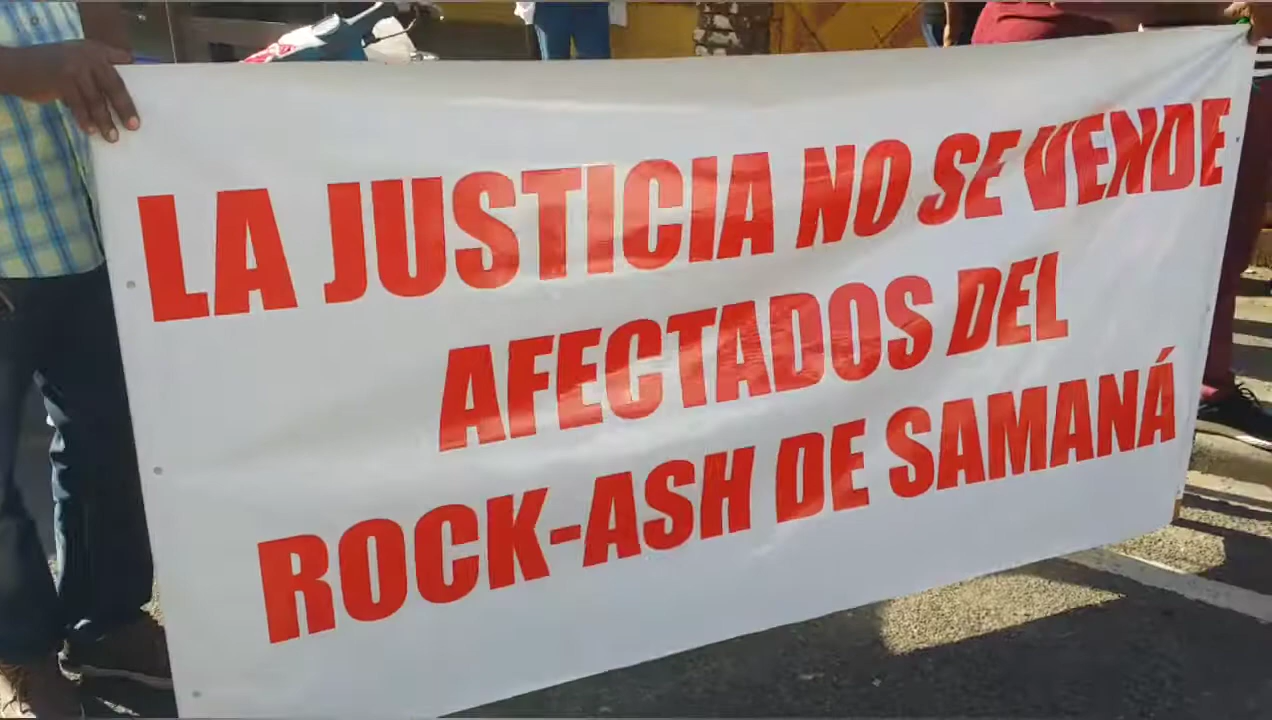 LA JUSTICIA NO SE VENDE
AFECTADOS DEL
ROCK-ASH DE SAMANÁ